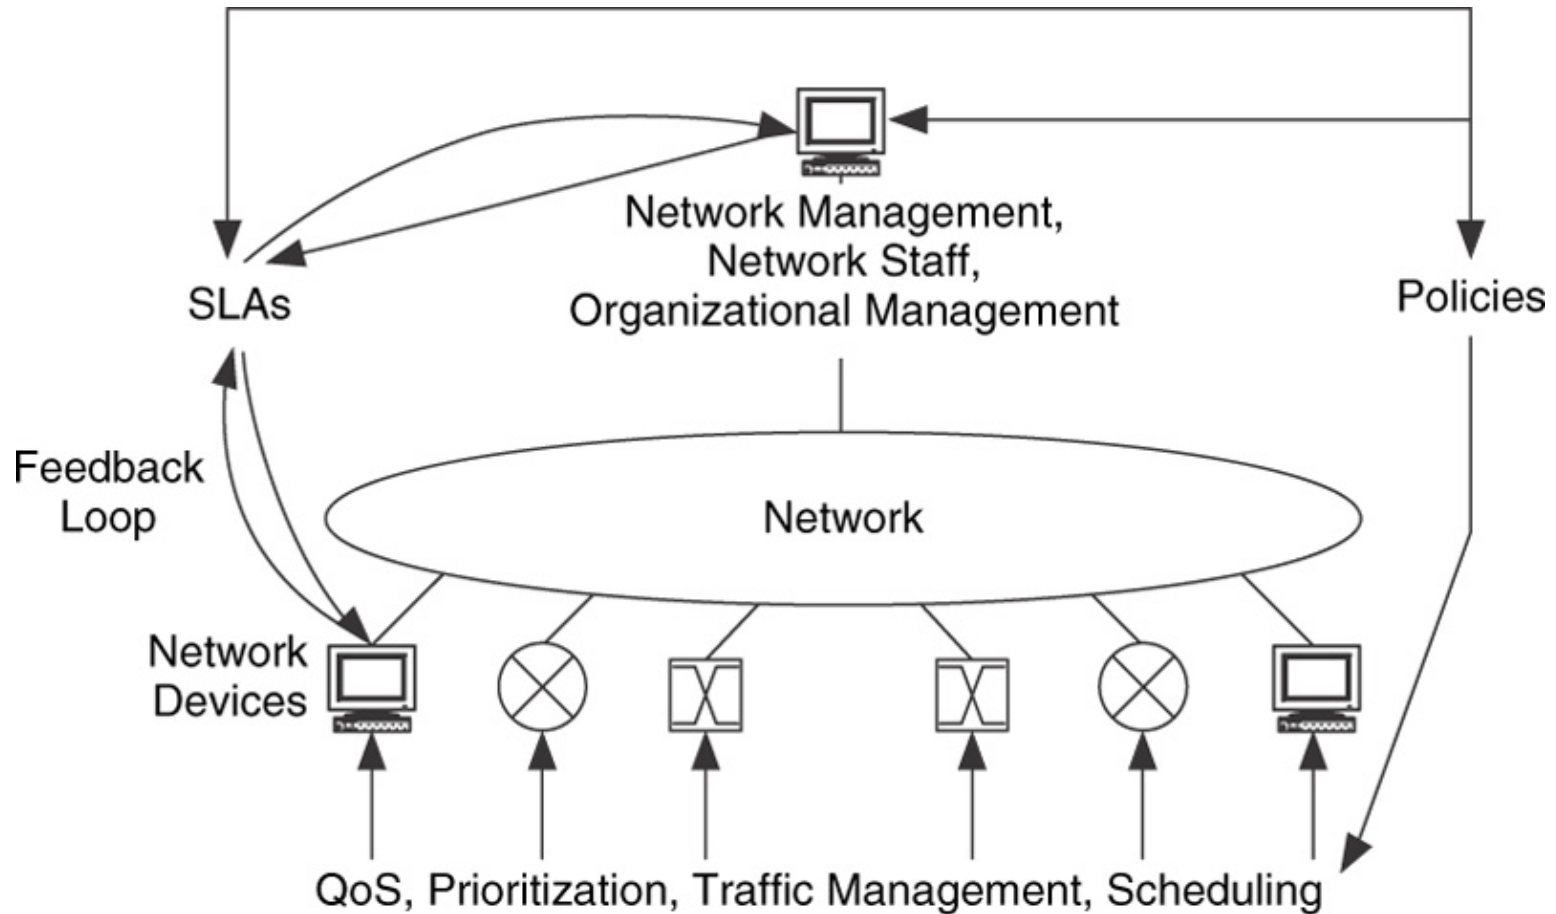 Network Management,
Network Staff,
Organizational Management
SLAs
Policies
Feedback
Loop
Network
Network
Devices
QoS, Prioritization, Traffic Management, Scheduling